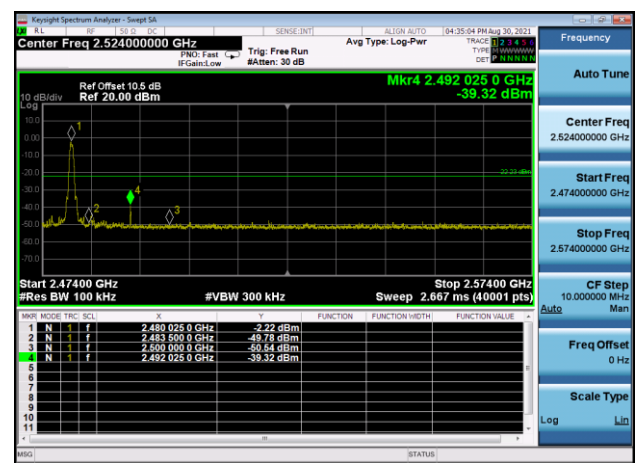 Keysight Spectrum Analyzer - Swept SA
RL RF 50 Ω DC SENSE:INT ALIGN AUTO 04:35:04 PM Aug 30, 2021
Center Freq 2.524000000 GHz
PNO: Fast
IFGain:Low
Trig: Free Run
#Atten: 30 dB
Avg Type: Log-Pwr
TRACE 1 2 3 4 5 6
TYPE M WWWWW
DET P NNNNN
Frequency
Mkr4 2.492 025 0 GHz
-39.32 dBm
Ref Offset 10.5 dB
10 dB/div Ref 20.00 dBm
Log
10.0
0.00
-10.0
-20.0
-30.0
-40.0
-50.0
-60.0
-70.0
1
2
3
4
-22.23 dBm
Start 2.47400 GHz Stop 2.57400 GHz
#Res BW 100 kHz #VBW 300 kHz Sweep 2.667 ms (40001 pts)
MKR MODE TRC SCL X Y FUNCTION FUNCTION WIDTH FUNCTION VALUE
1 N 1 f 2.480 025 0 GHz -2.22 dBm
2 N 1 f 2.483 500 0 GHz -49.78 dBm
3 N 1 f 2.500 000 0 GHz -50.54 dBm
4 N 1 f 2.492 025 0 GHz -39.32 dBm
5
6
7
8
9
10
11
MSG STATUS
Auto Tune
Center Freq
2.524000000 GHz
Start Freq
2.474000000 GHz
Stop Freq
2.574000000 GHz
CF Step
10.000000 MHz
Auto Man
Freq Offset
0 Hz
Scale Type
Log Lin